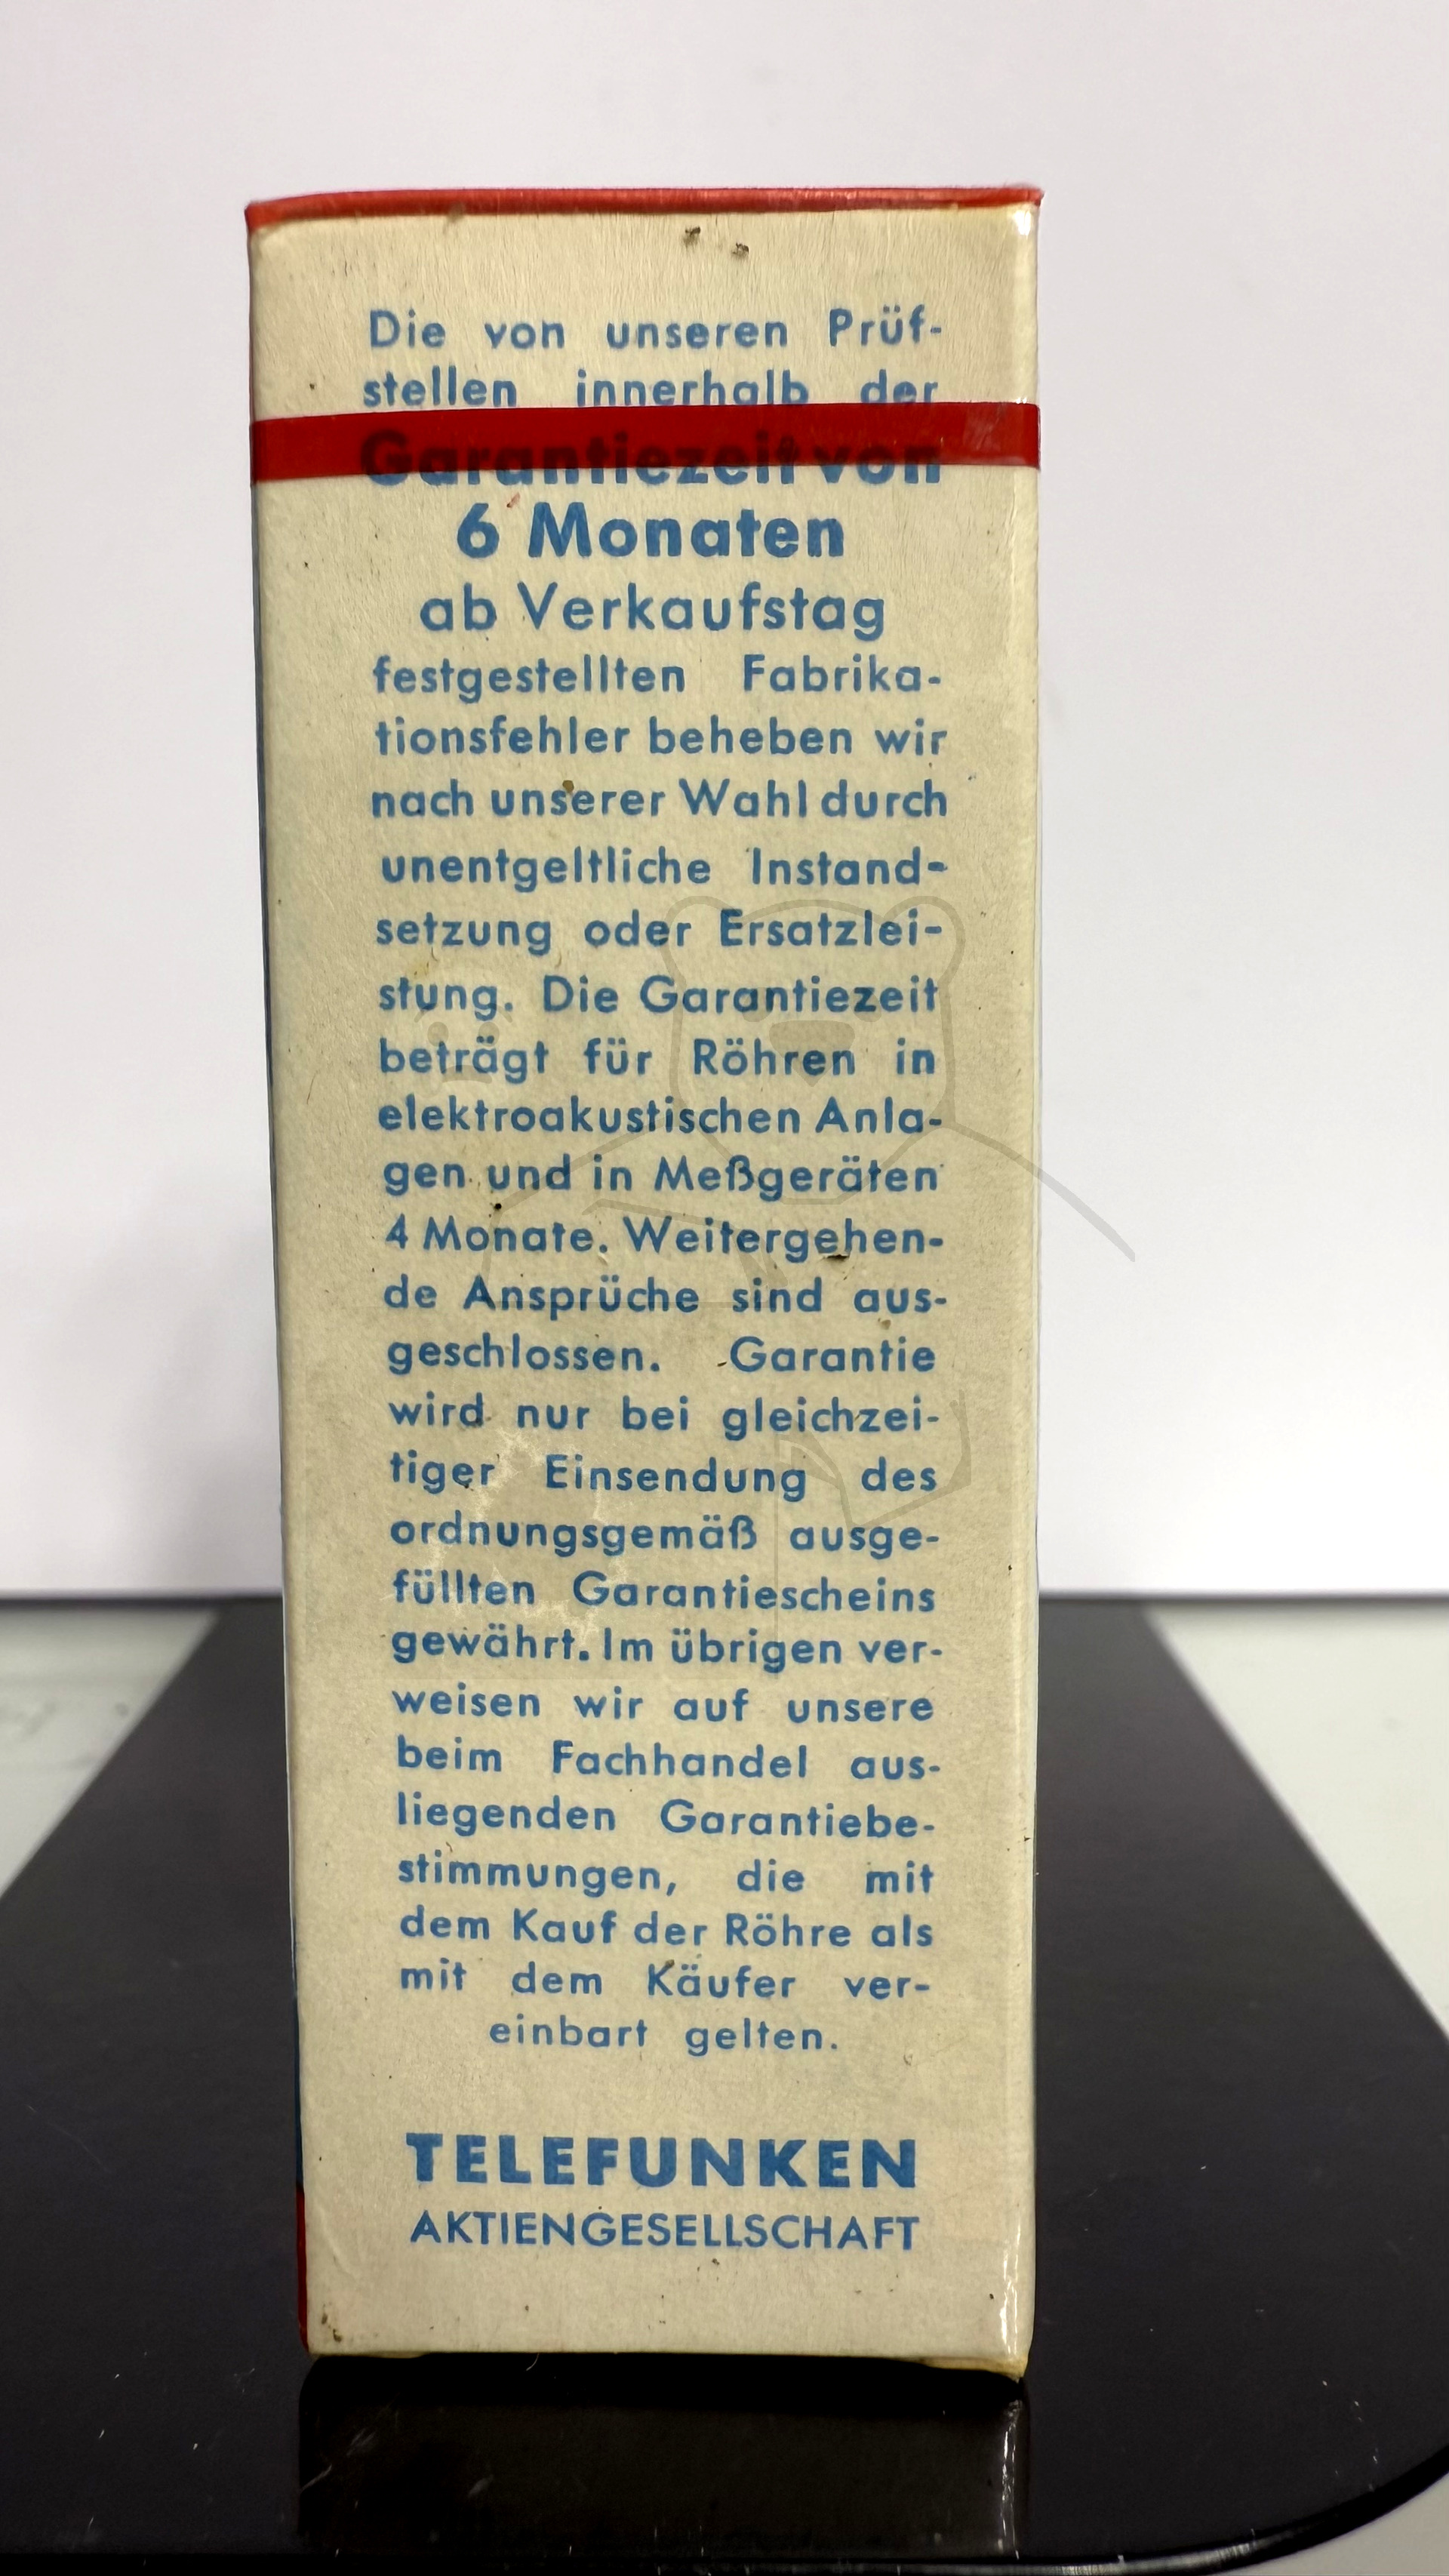 Die von unseren Prüf-
stellen innerhalb der
Garantiezeit von
6 Monaten
ab Verkaufstag
festgestellten Fabrika-
tionsfehler beheben wir
nach unserer Wahl durch
unentgeltliche Instand-
setzung oder Ersatzlei-
stung. Die Garantiezeit
beträgt für Röhren in
elektroakustischen Anla-
gen und in Meßgeräten
4 Monate. Weitergehen-
de Ansprüche sind aus-
geschlossen. Garantie
wird nur bei gleichzei-
tiger Einsendung des
ordnungsgemäß ausge-
füllten Garantiescheins
gewährt. Im übrigen ver-
weisen wir auf unsere
beim Fachhandel aus-
liegenden Garantiebe-
stimmungen, die mit
dem Kauf der Röhre als
mit dem Käufer ver-
einbart gelten.
TELEFUNKEN
AKTIENGESELLSCHAFT